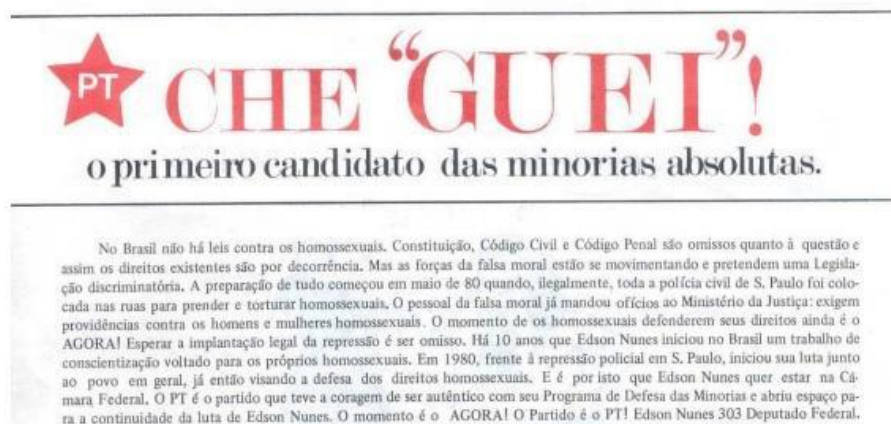 PT
CHE “GUEI”!
o primeiro candidato das minorias absolutas.
No Brasil não há leis contra os homossexuais. Constituição, Código Civil e Código Penal são omissos quanto à questão e
assim os direitos existentes são por decorrência. Mas as forças da falsa moral estão se movimentando e pretendem uma Legisla-
ção discriminatória. A preparação de tudo começou em maio de 80 quando, ilegalmente, toda a polícia civil de S. Paulo foi colo-
cada nas ruas para prender e torturar homossexuais. O pessoal da falsa moral já mandou ofícios ao Ministério da Justiça: exigem
providências contra os homens e mulheres homossexuais. O momento de os homossexuais defenderem seus direitos ainda é o
AGORA! Esperar a implantação legal da repressão é ser omisso. Há 10 anos que Edson Nunes iniciou no Brasil um trabalho de
conscientização voltado para os próprios homossexuais. Em 1980, frente à repressão policial em S. Paulo, iniciou sua luta junto
ao povo em geral, já então visando a defesa dos direitos homossexuais. E é por isto que Edson Nunes quer estar na Câ-
mara Federal. O PT é o partido que teve a coragem de ser autêntico com seu Programa de Defesa das Minorias e abriu espaço pa-
ra a continuidade da luta de Edson Nunes. O momento é o AGORA! O Partido é o PT! Edson Nunes 303 Deputado Federal.